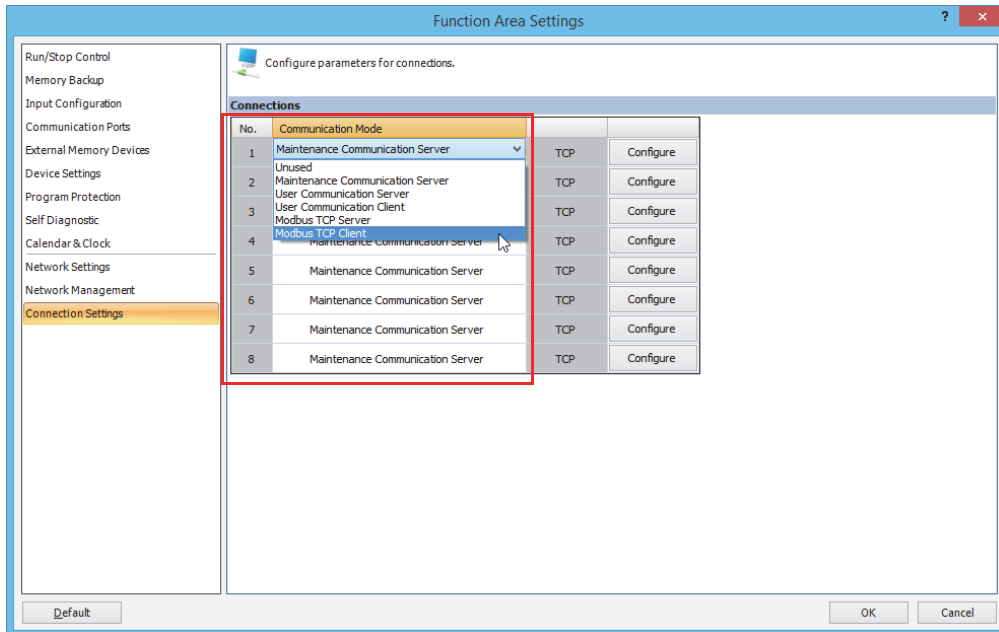 Function Area Settings
? ×
Run/Stop Control
Memory Backup
Input Configuration
Communication Ports
External Memory Devices
Device Settings
Program Protection
Self Diagnostic
Calendar & Clock
Network Settings
Network Management
Connection Settings
Configure parameters for connections.
Connections
No. Communication Mode
1 Maintenance Communication Server TCP Configure
Unused
Maintenance Communication Server
User Communication Server
User Communication Client
Modbus TCP Server
Modbus TCP Client
2 TCP Configure
3 TCP Configure
4 Maintenance Communication Server TCP Configure
5 Maintenance Communication Server TCP Configure
6 Maintenance Communication Server TCP Configure
7 Maintenance Communication Server TCP Configure
8 Maintenance Communication Server TCP Configure
Default
OK
Cancel